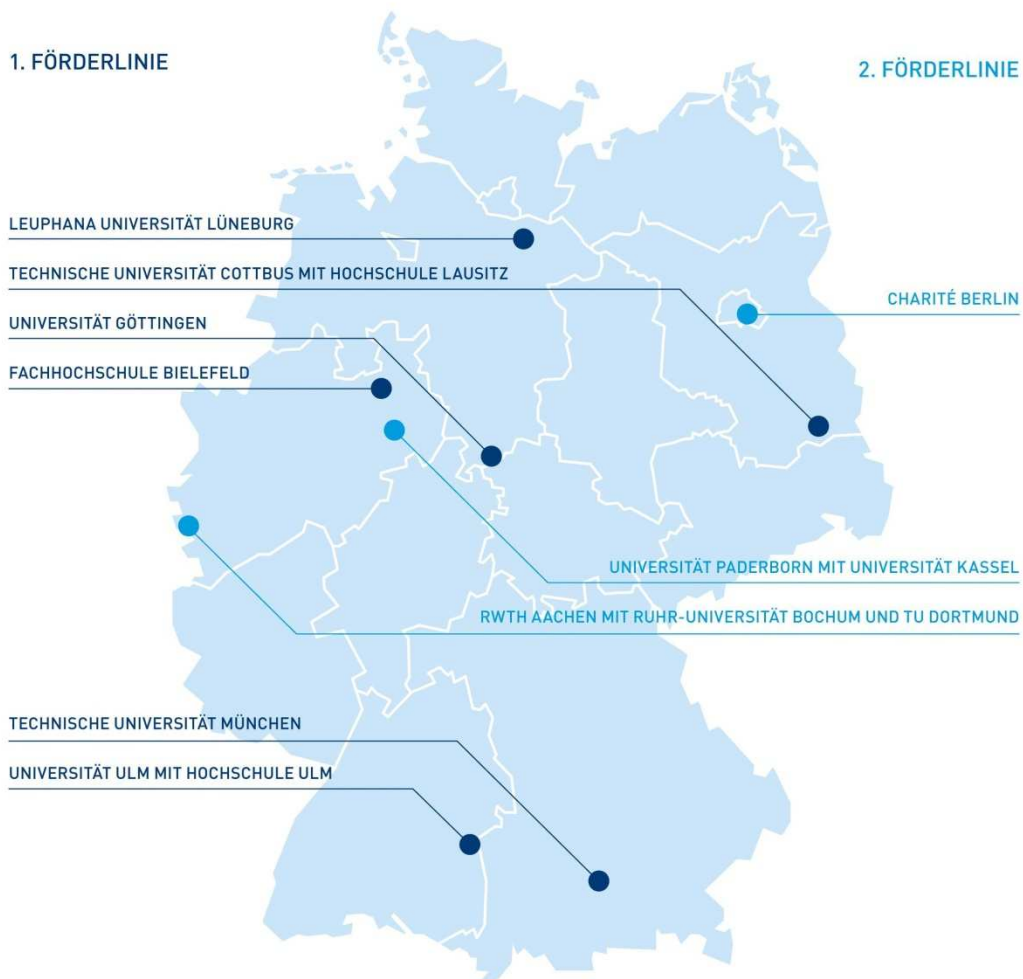 1. FÖRDERLINIE
2. FÖRDERLINIE
LEUPHANA UNIVERSITÄT LÜNEBURG
TECHNISCHE UNIVERSITÄT COTTBUS MIT HOCHSCHULE LAUSITZ
CHARITÉ BERLIN
UNIVERSITÄT GÖTTINGEN
FACHHOCHSCHULE BIELEFELD
UNIVERSITÄT PADERBORN MIT UNIVERSITÄT KASSEL
RWTH AACHEN MIT RUHR-UNIVERSITÄT BOCHUM UND TU DORTMUND
TECHNISCHE UNIVERSITÄT MÜNCHEN
UNIVERSITÄT ULM MIT HOCHSCHULE ULM